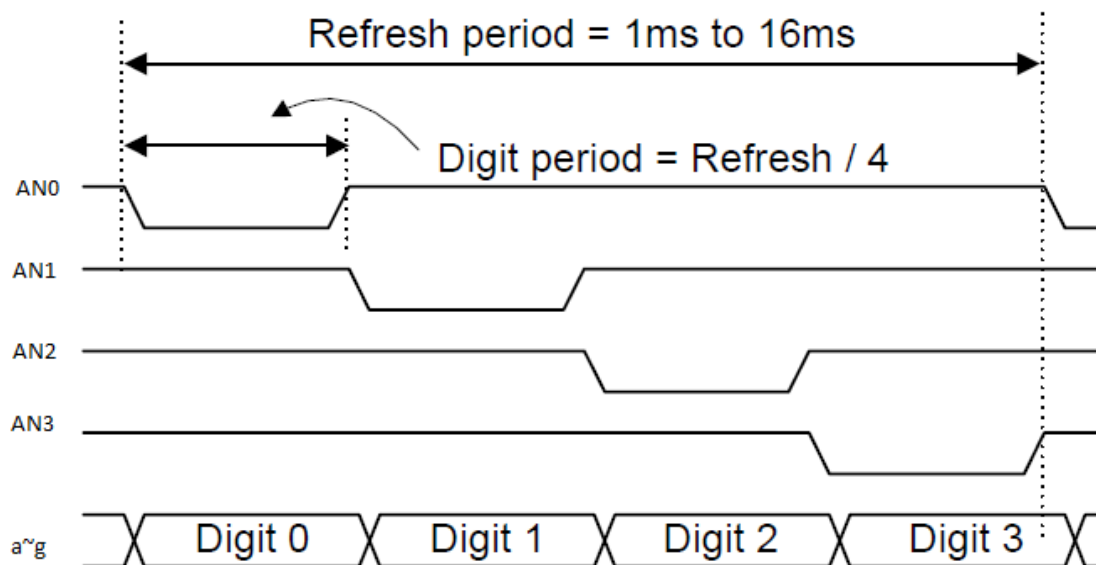 Refresh period = 1ms to 16ms
Digit period = Refresh / 4
AN0
AN1
AN2
AN3
a~g Digit 0 Digit 1 Digit 2 Digit 3